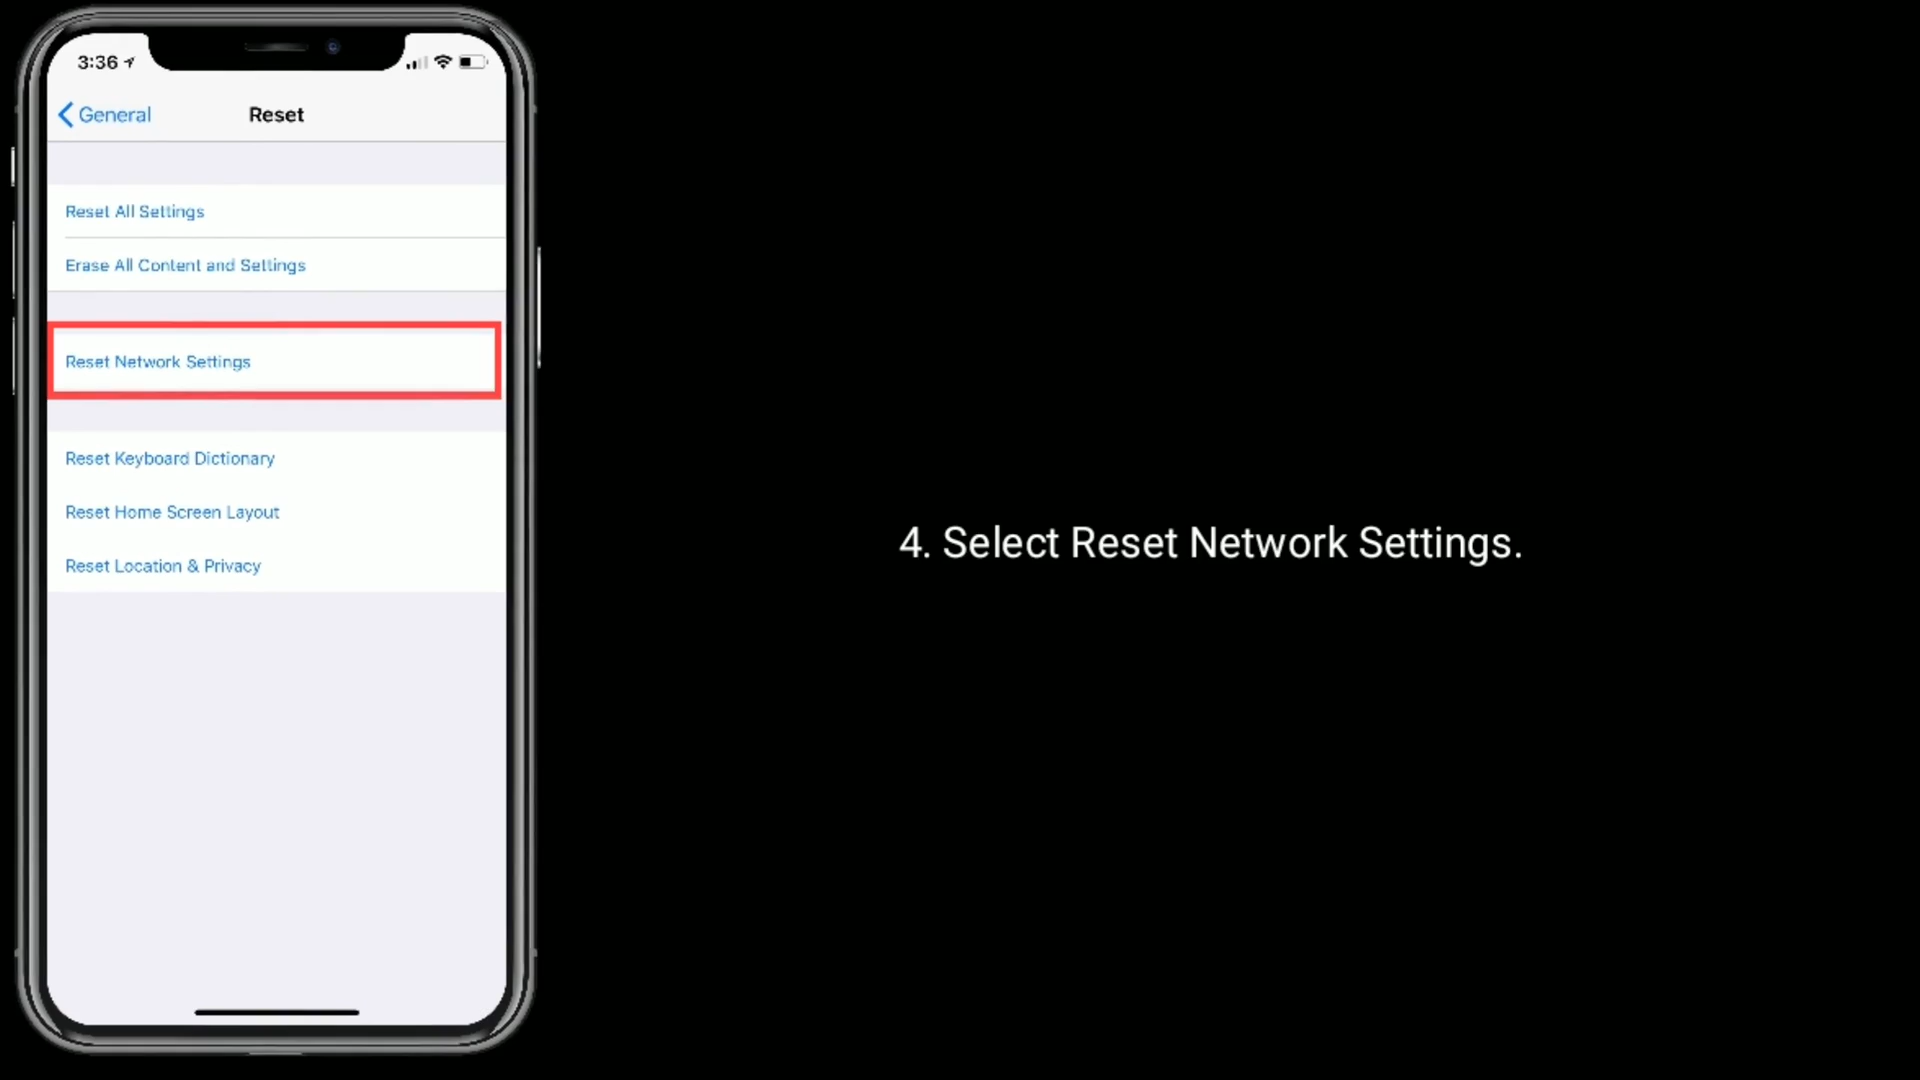 3:36
General
Reset
Reset All Settings
Erase All Content and Settings
Reset Network Settings
Reset Keyboard Dictionary
Reset Home Screen Layout
Reset Location & Privacy
4. Select Reset Network Settings.